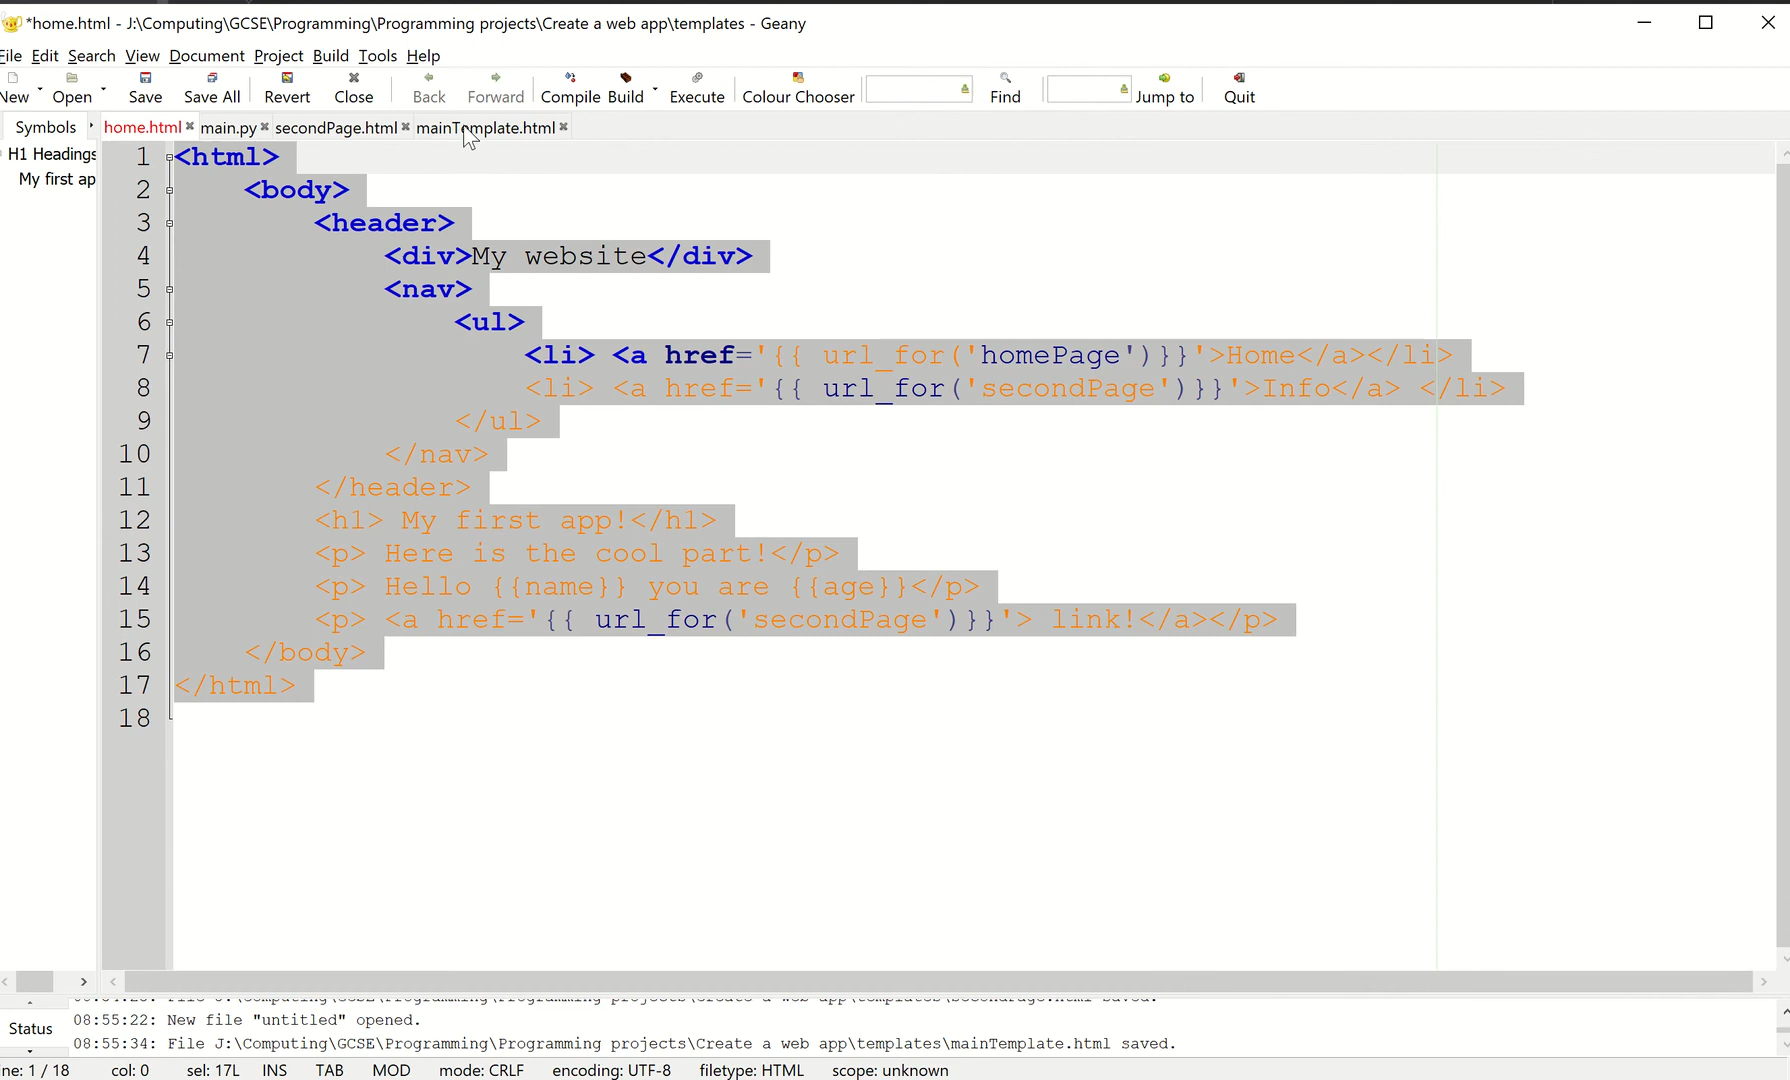 *home.html - J:\Computing\GCSE\Programming\Programming projects\Create a web app\templates - Geany
File Edit Search View Document Project Build Tools Help
New Open Save Save All Revert Close Back Forward Compile Build Execute Colour Chooser Find Jump to Quit
Symbols home.html main.py secondPage.html mainTemplate.html
H1 Headings
My first ap
1 <html>
2 <body>
3 <header>
4 <div>My website</div>
5 <nav>
6 <ul>
7 <li> <a href='{{ url_for('homePage')}}'>Home</a></li>
8 <li> <a href='{{ url_for('secondPage')}}'>Info</a> </li>
9 </ul>
10 </nav>
11 </header>
12 <h1> My first app!</h1>
13 <p> Here is the cool part!</p>
14 <p> Hello {{name}} you are {{age}}</p>
15 <p> <a href='{{ url_for('secondPage')}}'> link!</a></p>
16 </body>
17 </html>
18
08:55:22: New file "untitled" opened.
Status
08:55:34: File J:\Computing\GCSE\Programming\Programming projects\Create a web app\templates\mainTemplate.html saved.
ne: 1 / 18 col: 0 sel: 17L INS TAB MOD mode: CRLF encoding: UTF-8 filetype: HTML scope: unknown